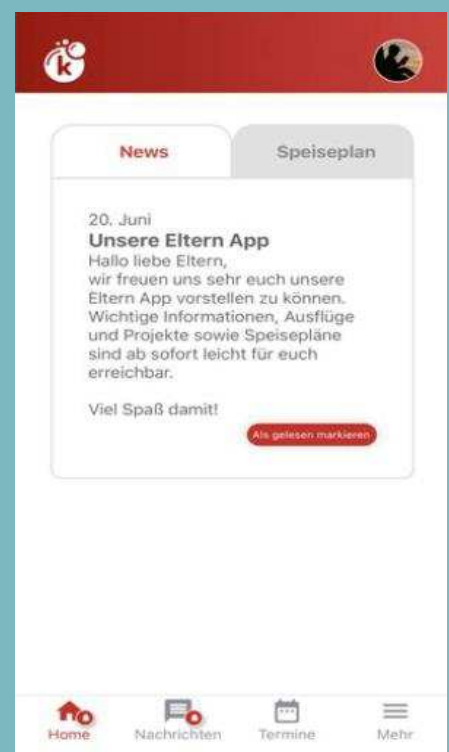 k
News
Speiseplan
20. Juni
Unsere Eltern App
Hallo liebe Eltern,
wir freuen uns sehr euch unsere
Eltern App vorstellen zu können.
Wichtige Informationen, Ausflüge
und Projekte sowie Speisepläne
sind ab sofort leicht für euch
erreichbar.
Viel Spaß damit!
Als gelesen markieren
Home
Nachrichten
Termine
Mehr